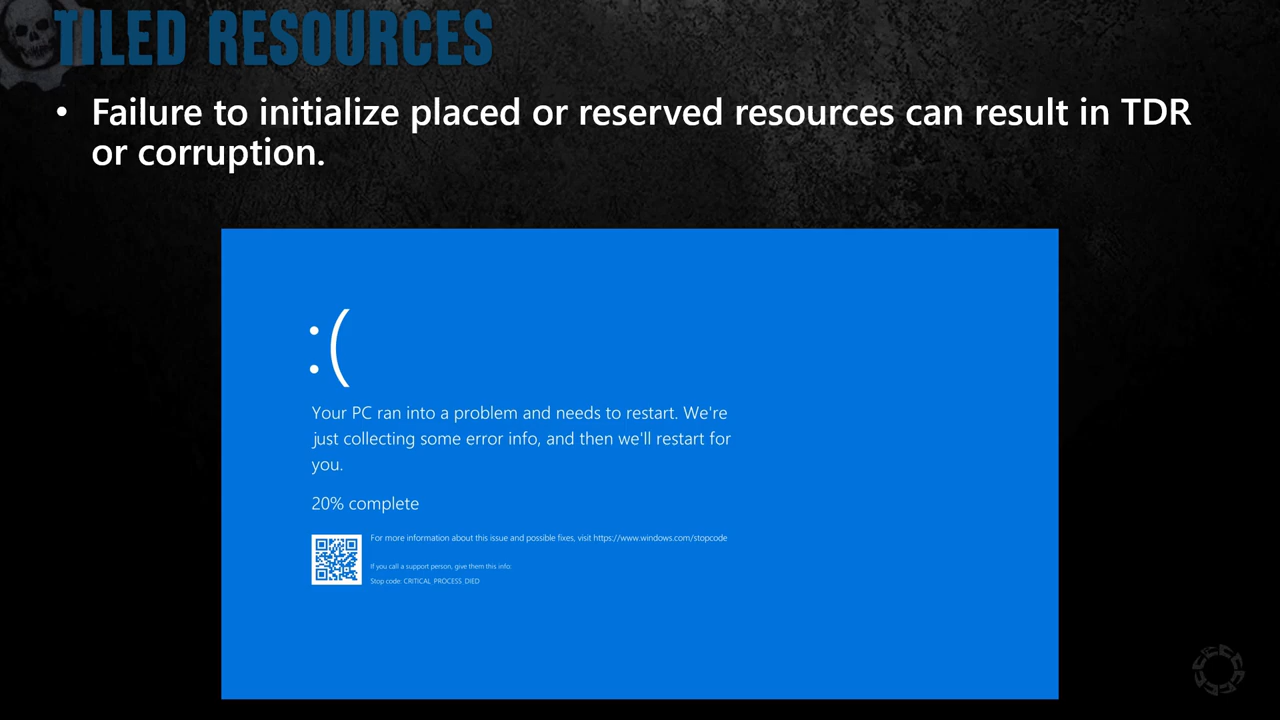 TILED RESOURCES
• Failure to initialize placed or reserved resources can result in TDR
or corruption.
:(
Your PC ran into a problem and needs to restart. We're
just collecting some error info, and then we'll restart for
you.
20% complete
For more information about this issue and possible fixes, visit https://www.windows.com/stopcode
If you call a support person, give them this info:
Stop code: CRITICAL_PROCESS_DIED